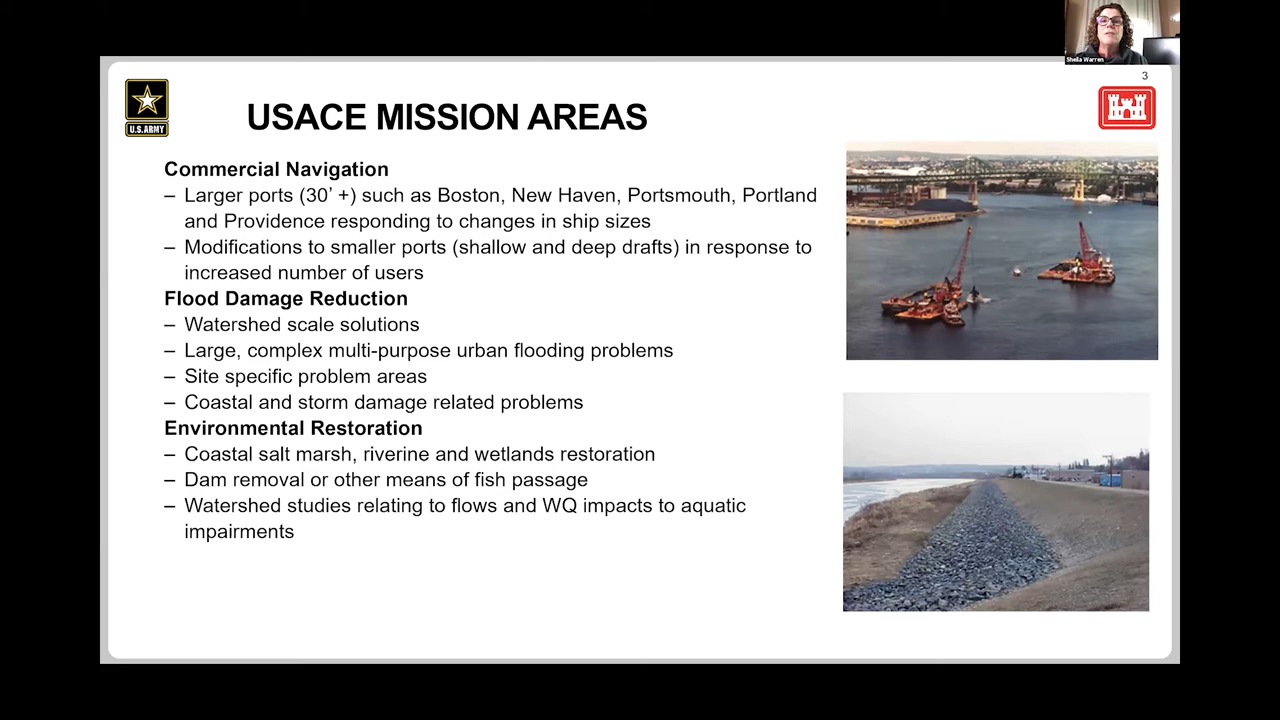 Sheila Warren
3
U.S.ARMY
USACE MISSION AREAS
Commercial Navigation
– Larger ports (30’ +) such as Boston, New Haven, Portsmouth, Portland
and Providence responding to changes in ship sizes
– Modifications to smaller ports (shallow and deep drafts) in response to
increased number of users
Flood Damage Reduction
– Watershed scale solutions
– Large, complex multi-purpose urban flooding problems
– Site specific problem areas
– Coastal and storm damage related problems
Environmental Restoration
– Coastal salt marsh, riverine and wetlands restoration
– Dam removal or other means of fish passage
– Watershed studies relating to flows and WQ impacts to aquatic
impairments